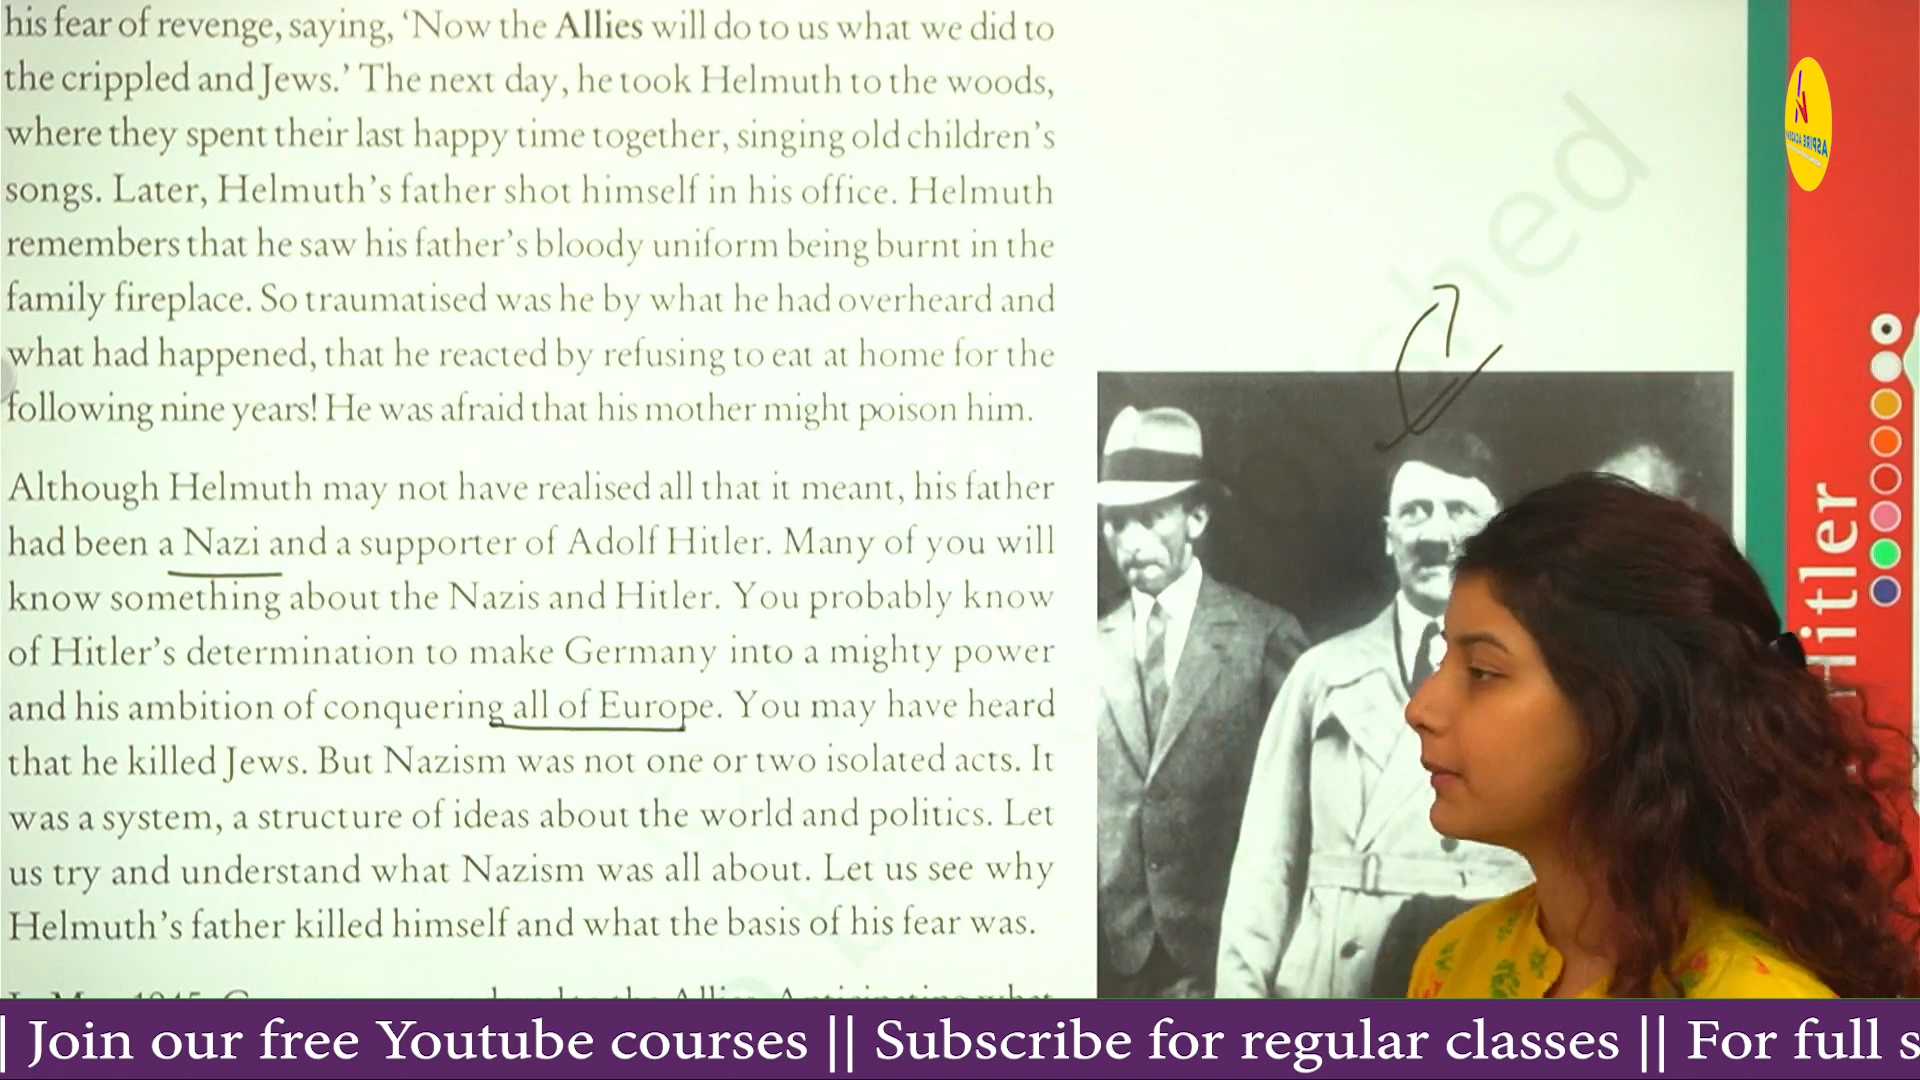 his fear of revenge, saying, ‘Now the Allies will do to us what we did to
the crippled and Jews.’ The next day, he took Helmuth to the woods,
where they spent their last happy time together, singing old children’s
songs. Later, Helmuth’s father shot himself in his office. Helmuth
remembers that he saw his father’s bloody uniform being burnt in the
family fireplace. So traumatised was he by what he had overheard and
what had happened, that he reacted by refusing to eat at home for the
following nine years! He was afraid that his mother might poison him.
Although Helmuth may not have realised all that it meant, his father
had been a Nazi and a supporter of Adolf Hitler. Many of you will
know something about the Nazis and Hitler. You probably know
of Hitler’s determination to make Germany into a mighty power
and his ambition of conquering all of Europe. You may have heard
that he killed Jews. But Nazism was not one or two isolated acts. It
was a system, a structure of ideas about the world and politics. Let
us try and understand what Nazism was all about. Let us see why
Helmuth’s father killed himself and what the basis of his fear was.
Hitler
ASPIRE
| Join our free Youtube courses || Subscribe for regular classes || For full s